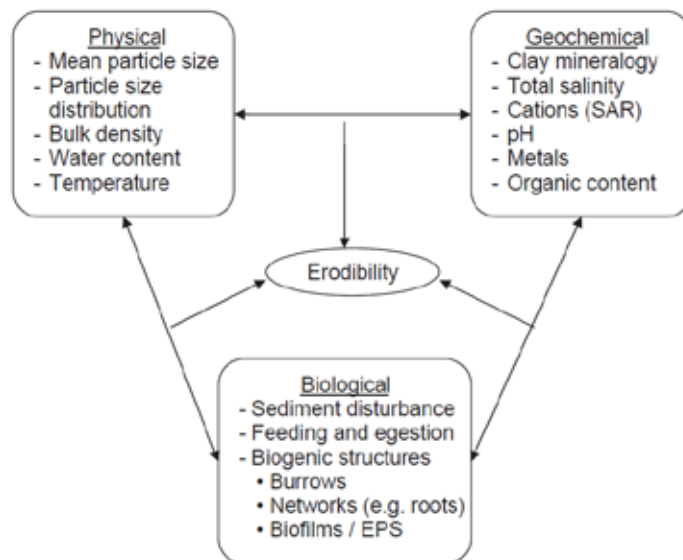 Physical
- Mean particle size
- Particle size
distribution
- Bulk density
- Water content
- Temperature
Geochemical
- Clay mineralogy
- Total salinity
- Cations (SAR)
- pH
- Metals
- Organic content
Erodibility
Biological
- Sediment disturbance
- Feeding and egestion
- Biogenic structures
• Burrows
• Networks (e.g. roots)
• Biofilms / EPS